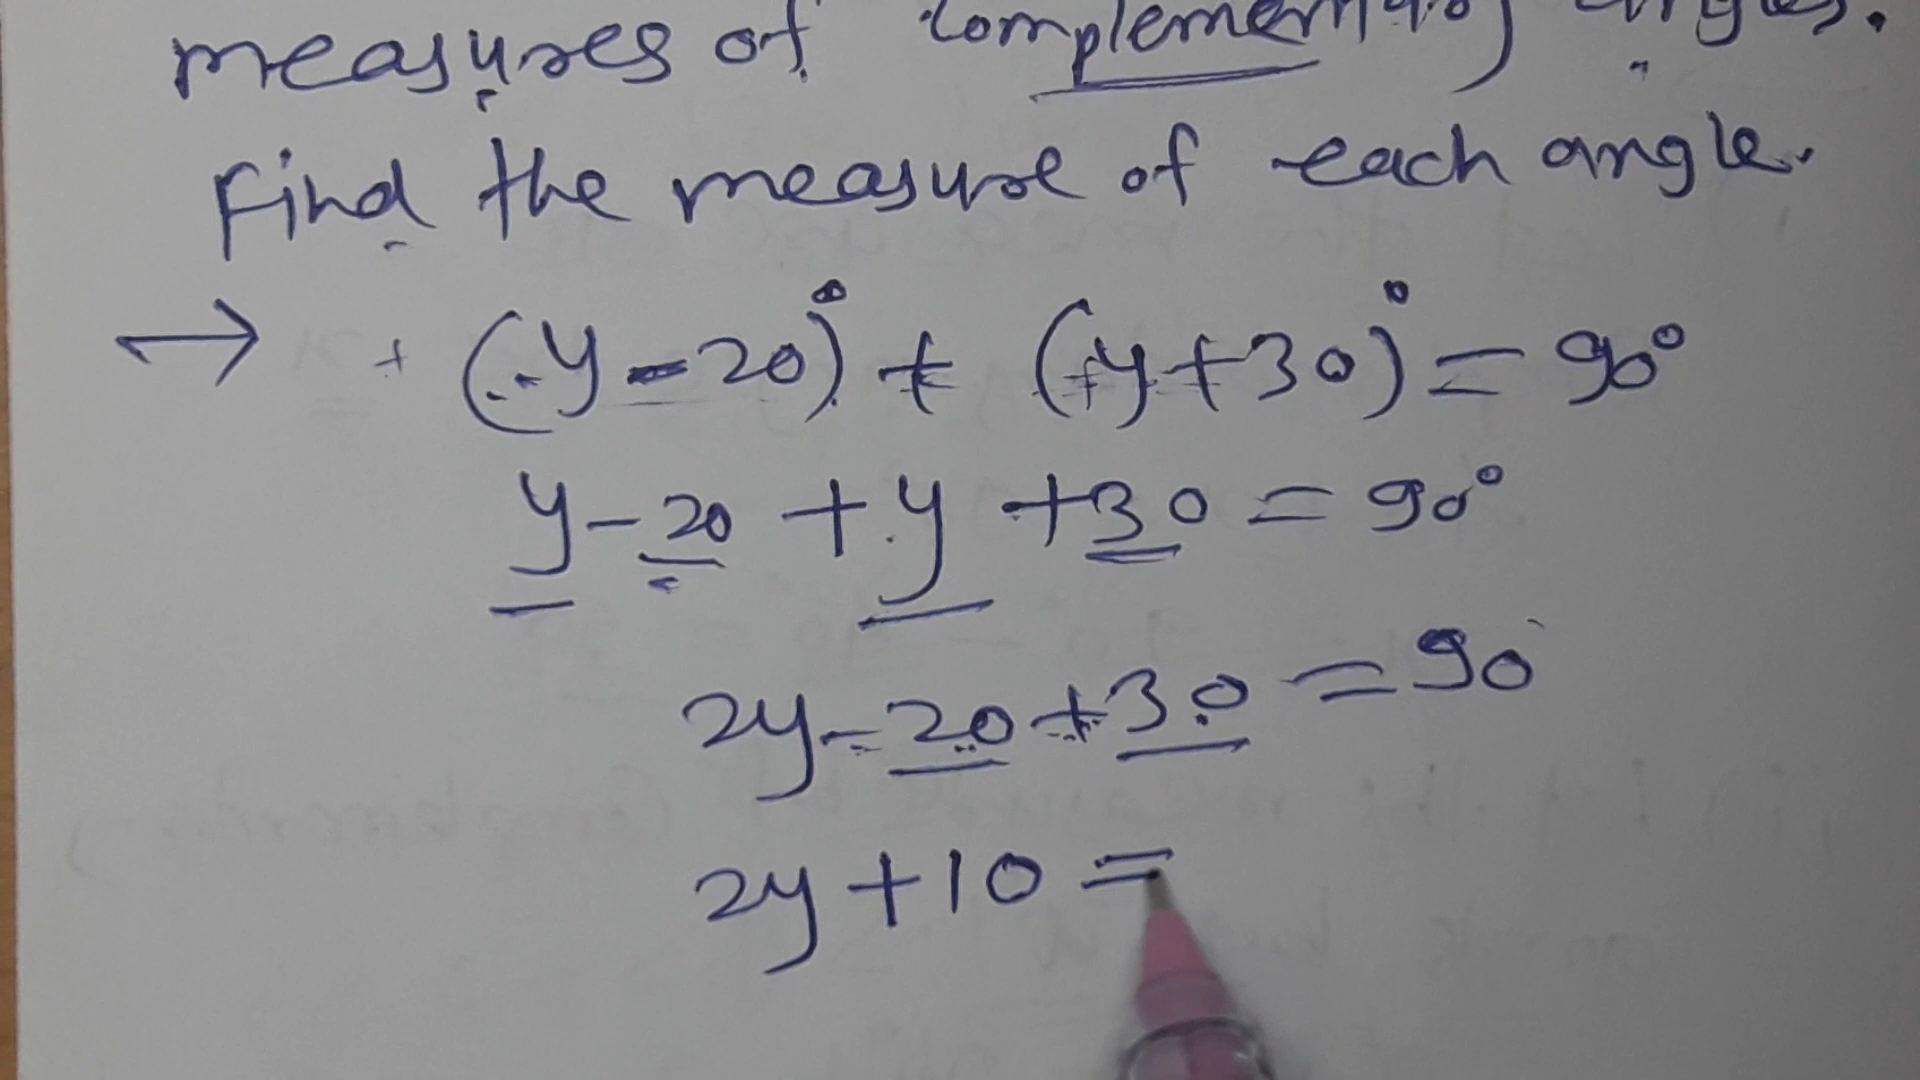 measures of complementary angles.
Find the measure of each angle.
→ (y-20)° + (y+30)° = 90°
y-20 + y +30 = 90°
2y-20+30 = 90
2y+10 =